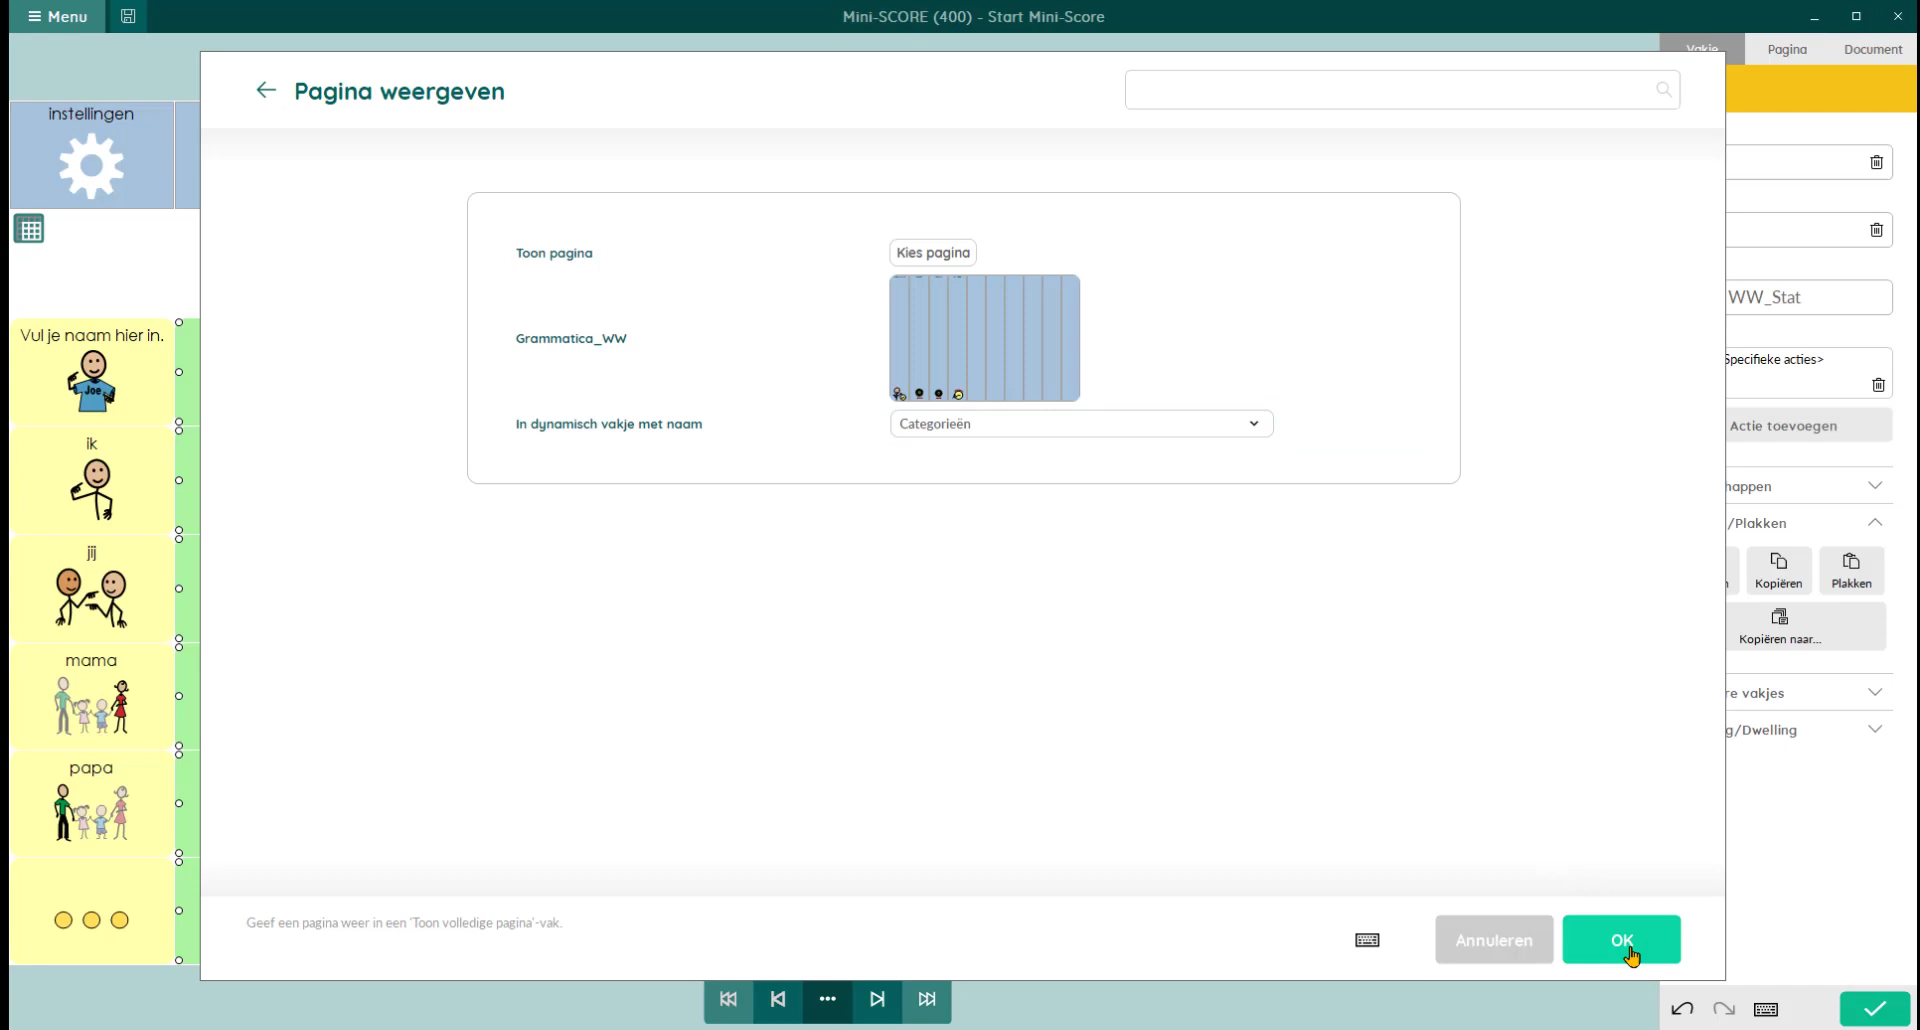 Menu
Mini-SCORE (400) - Start Mini-Score
Vakje
Pagina
Document
instellingen
Pagina weergeven
Toon pagina
Kies pagina
Grammatica_WW
In dynamisch vakje met naam
Categorieën
Vul je naam hier in.
Joe
ik
jij
mama
papa
WW_Stat
Specifieke acties>
Actie toevoegen
happen
/Plakken
Kopiëren
Plakken
Kopiëren naar...
re vakjes
g/Dwelling
Geef een pagina weer in een 'Toon volledige pagina'-vak.
Annuleren
OK